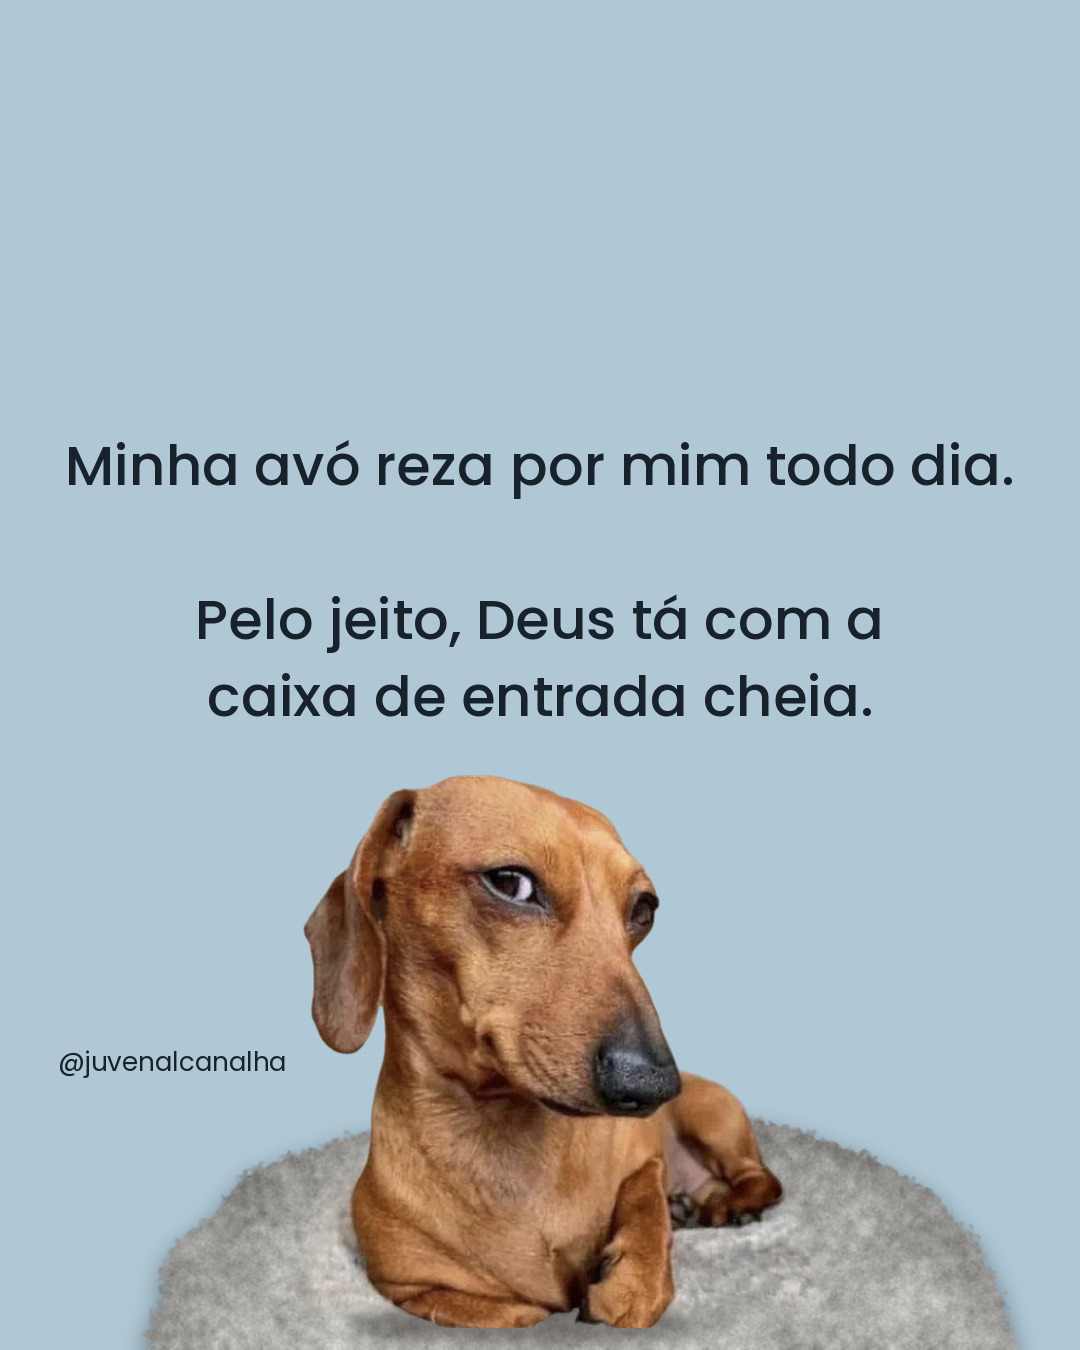 Minha avó reza por mim todo dia.
Pelo jeito, Deus tá com a
caixa de entrada cheia.
@juvenalcanalha